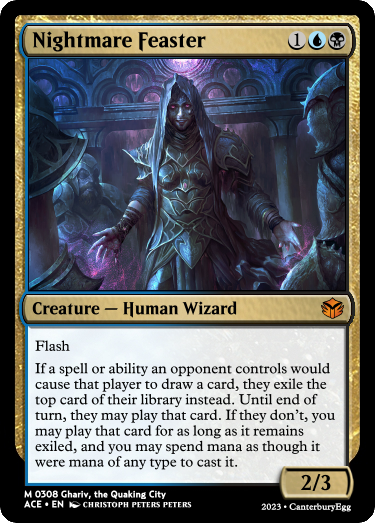 Nightmare Feaster 1
Creature — Human Wizard
Flash
If a spell or ability an opponent controls would
cause that player to draw a card, they exile the
top card of their library instead. Until end of
turn, they may play that card. If they don't, you
may play that card for as long as it remains
exiled, and you may spend mana as though it
were mana of any type to cast it.
2/3
M 0308 Ghariv, the Quaking City
ACE • EN CHRISTOPH PETERS PETERS
2023 • CanterburyEgg